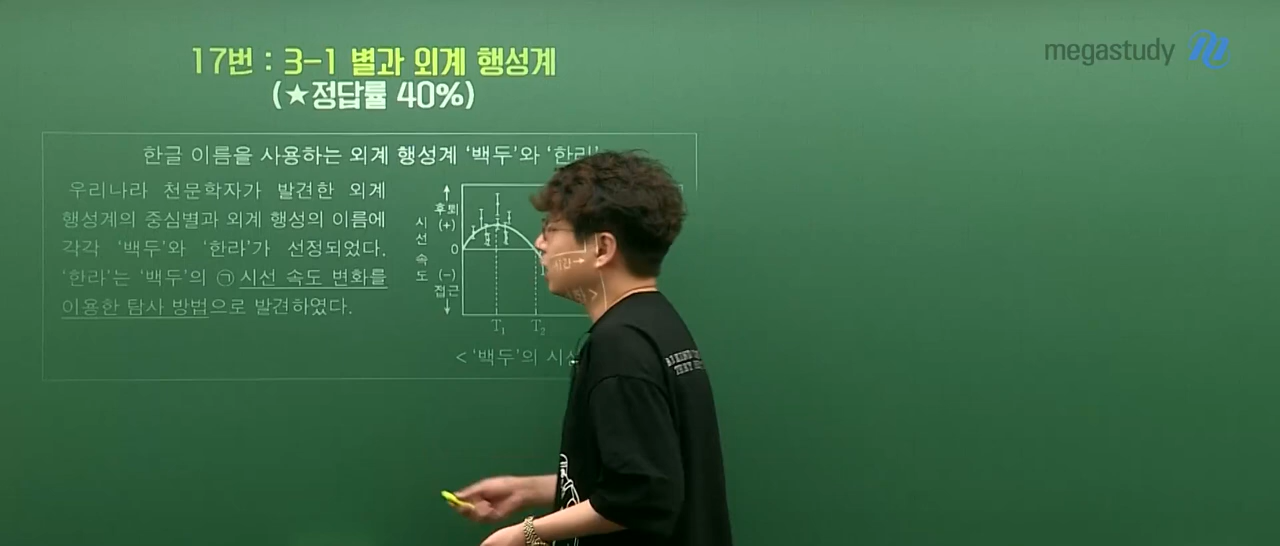 megastudy
17번 : 3-1 별과 외계 행성계
(★정답률 40%)
한글 이름을 사용하는 외계 행성계 ‘백두’와 ‘한라’
우리나라 천문학자가 발견한 외계
행성계의 중심별과 외계 행성의 이름에
각각 ‘백두’와 ‘한라’가 선정되었다.
‘한라’는 ‘백두’의 ㉠시선 속도 변화를
이용한 탐사 방법으로 발견하였다.
시선 속도
후퇴
(+)
0
(-)
접근
시간
T₁ T₂
< ‘백두’의 시선